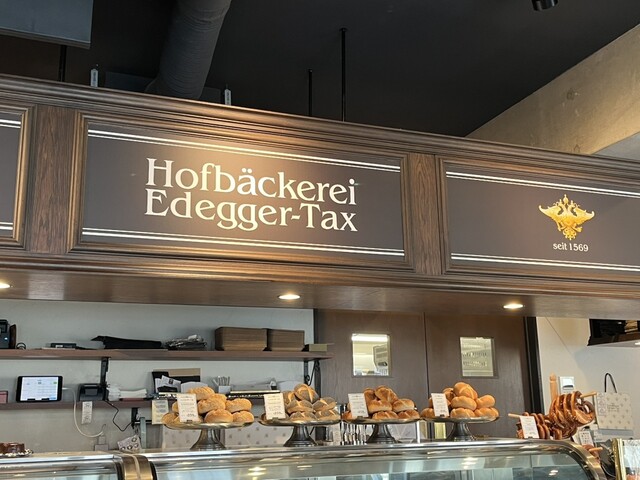 Hofbäckerei
Edegger-Tax
seit 1569